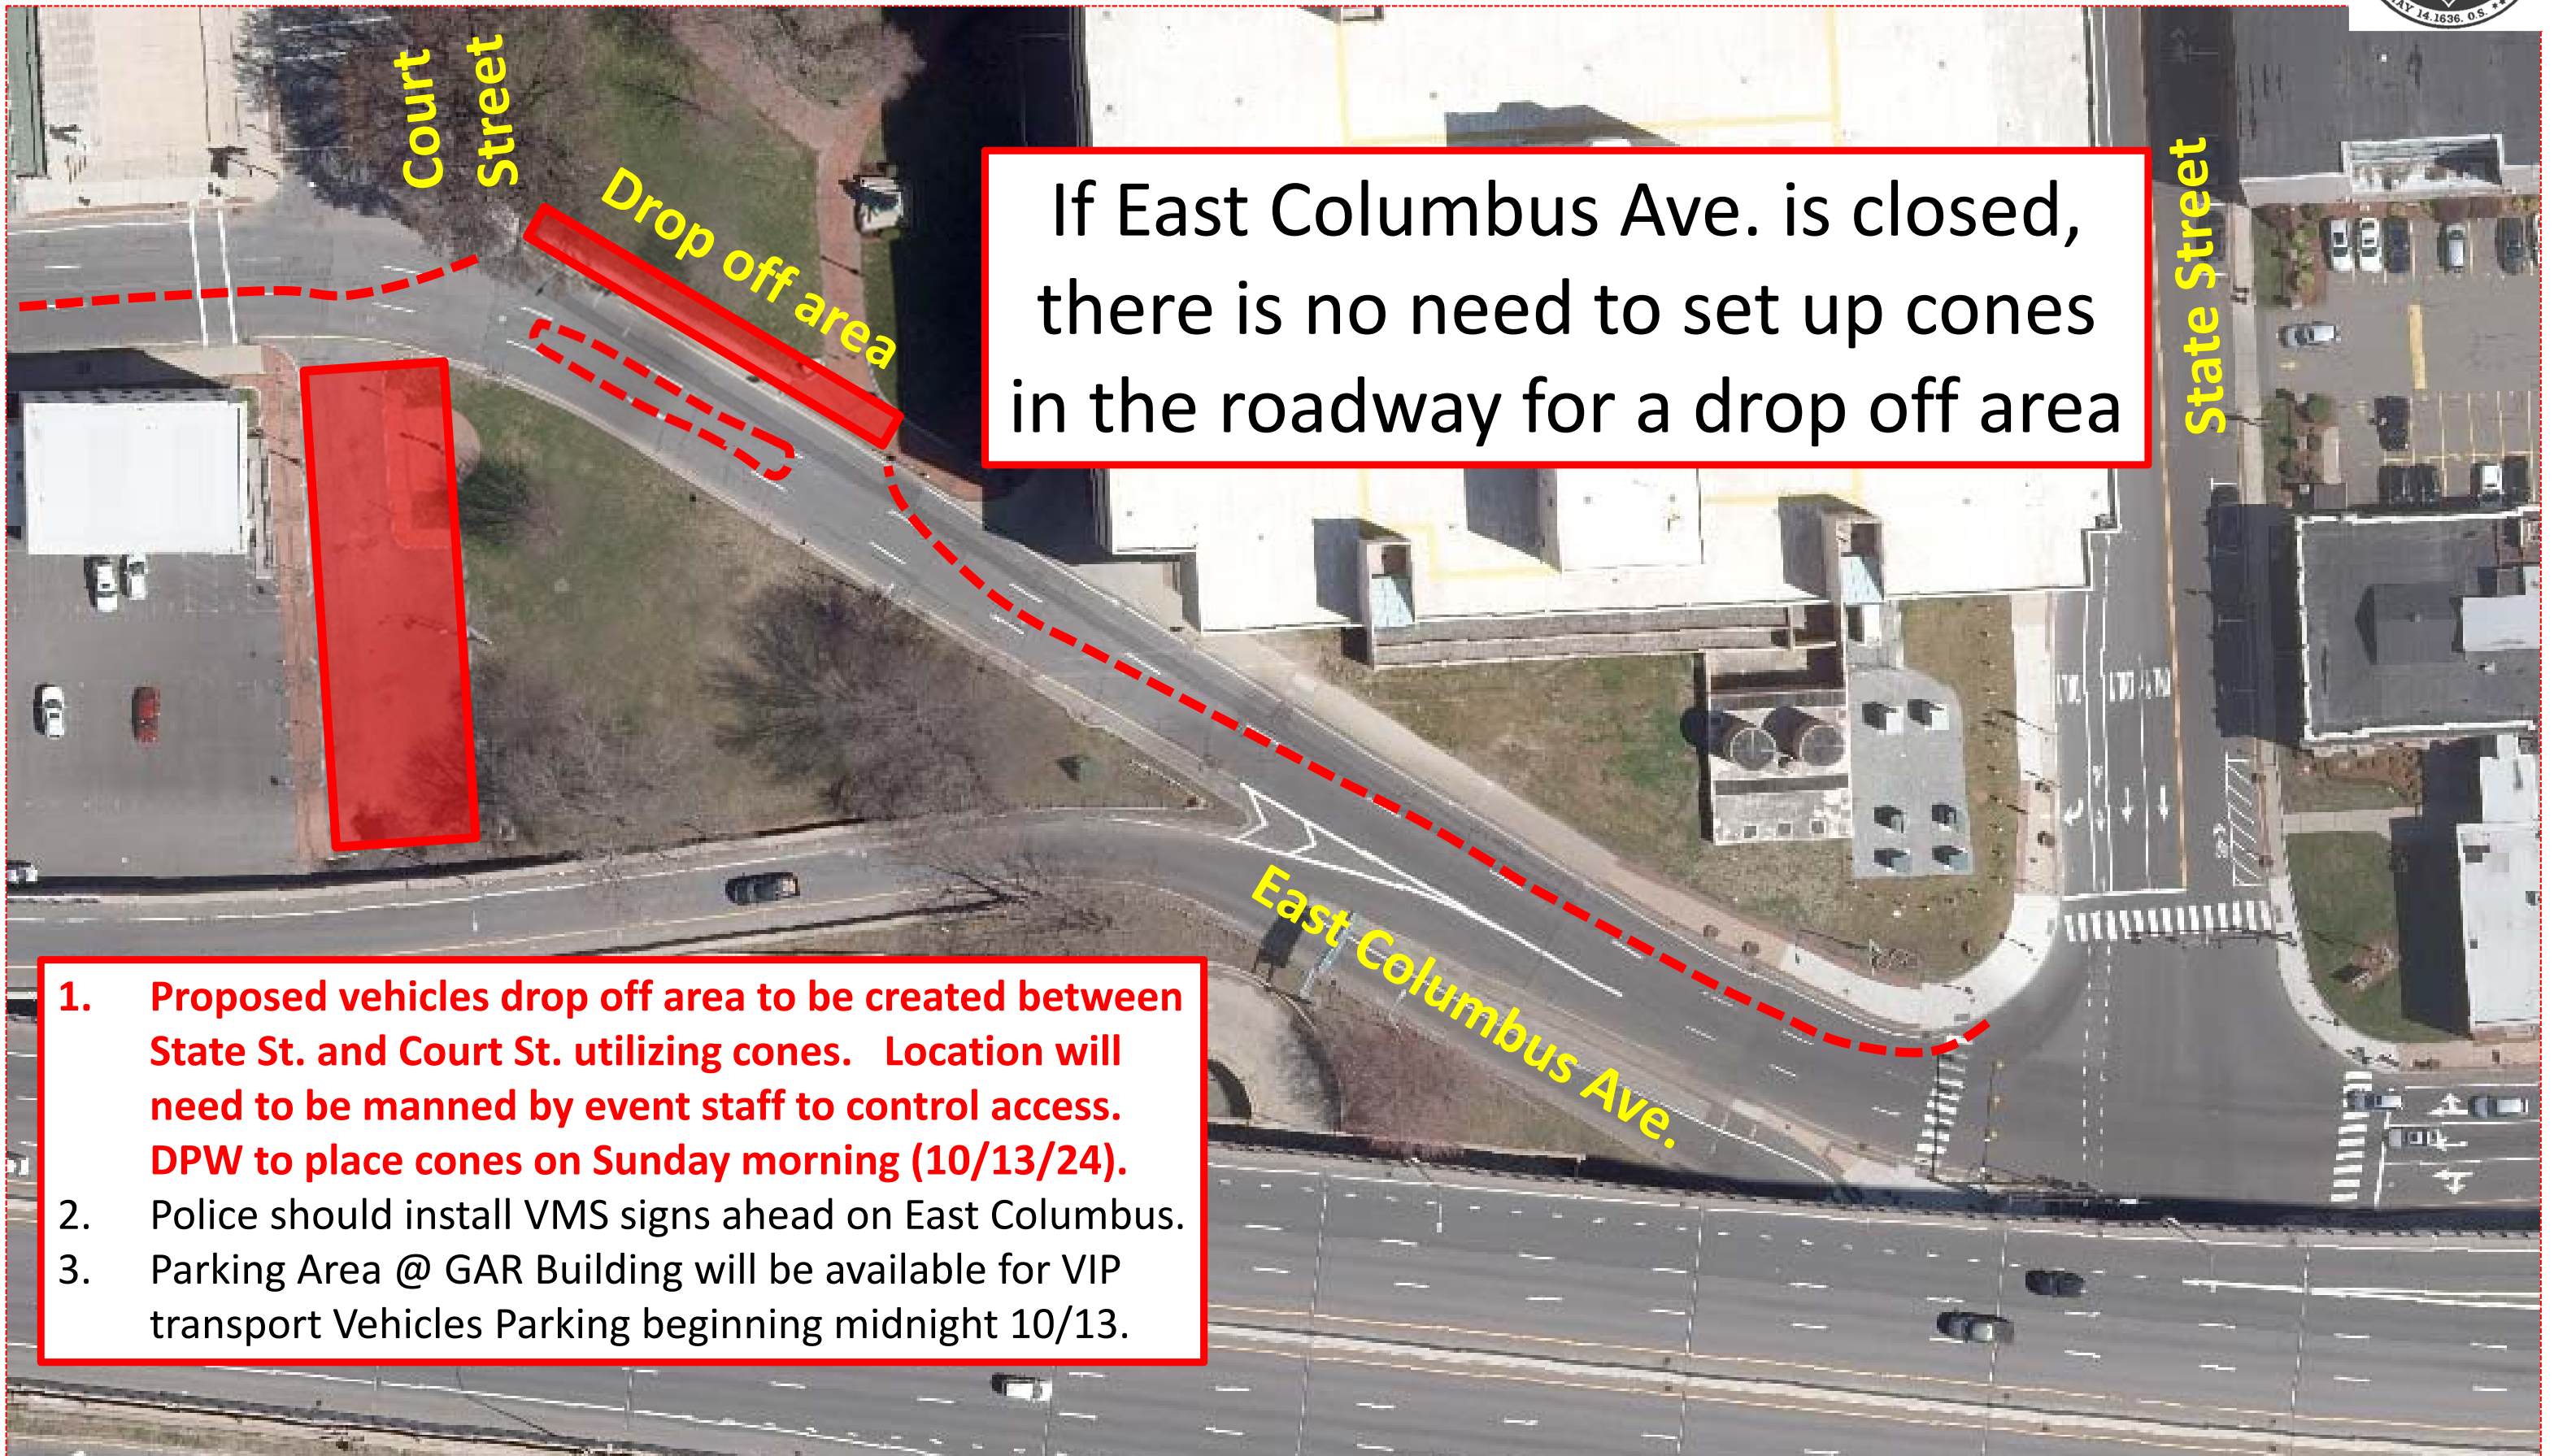 AY 14.1636. O.S.
Court
Street
Drop off area
If East Columbus Ave. is closed,
there is no need to set up cones
in the roadway for a drop off area
State Street
East Columbus Ave.
1. Proposed vehicles drop off area to be created between
State St. and Court St. utilizing cones. Location will
need to be manned by event staff to control access.
DPW to place cones on Sunday morning (10/13/24).
2. Police should install VMS signs ahead on East Columbus.
3. Parking Area @ GAR Building will be available for VIP
transport Vehicles Parking beginning midnight 10/13.